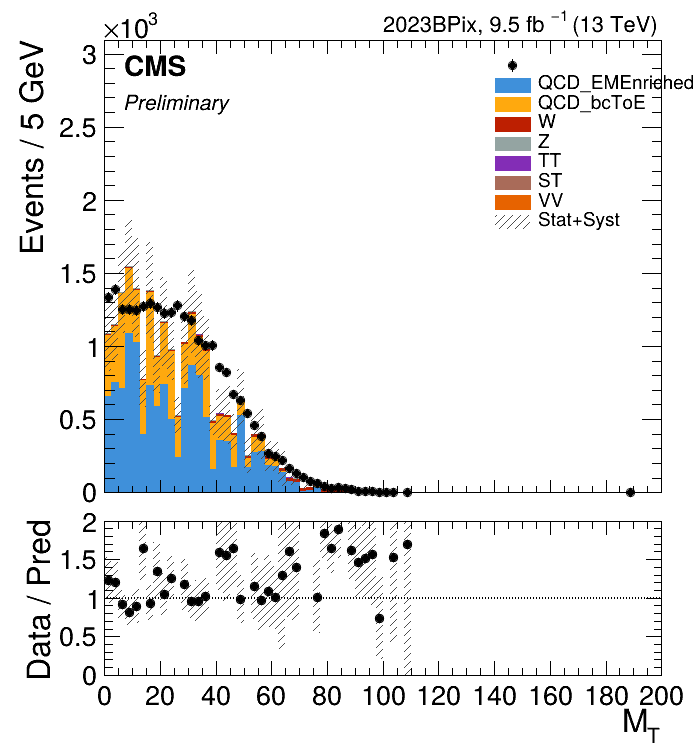 ×10³
2023BPix, 9.5 fb⁻¹ (13 TeV)
CMS
Preliminary
QCD_EMEnriched
QCD_bcToE
W
Z
TT
ST
VV
Stat+Syst
Events / 5 GeV
3
2.5
2
1.5
1
0.5
0
Data / Pred
2
1.5
1
0.5
0
0 20 40 60 80 100 120 140 160 180 200
M_T